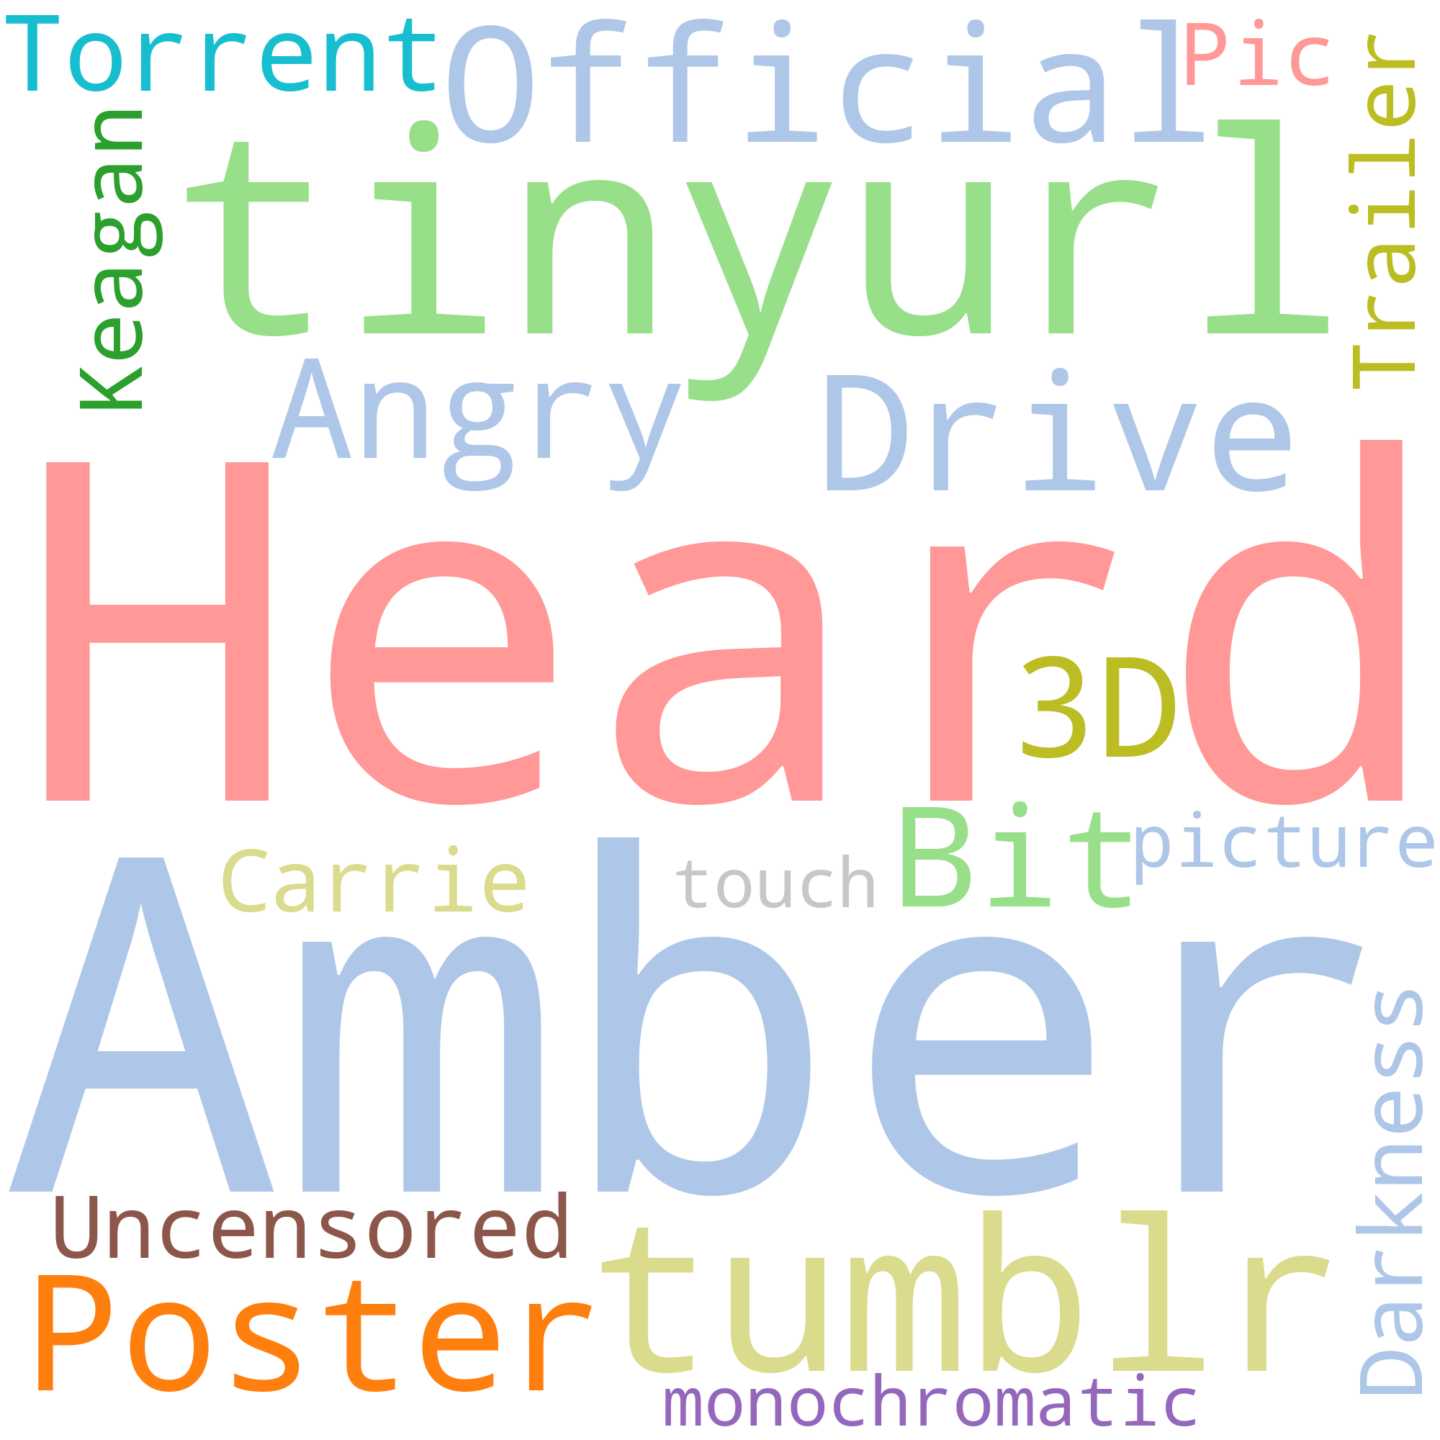 Torrent
Official
Pic
Trailer
Keagan
tinyurl
Angry
Drive
Heard
3D
Bit
picture
Carrie
touch
Amber
Darkness
Uncensored
tumblr
Poster
monochromatic